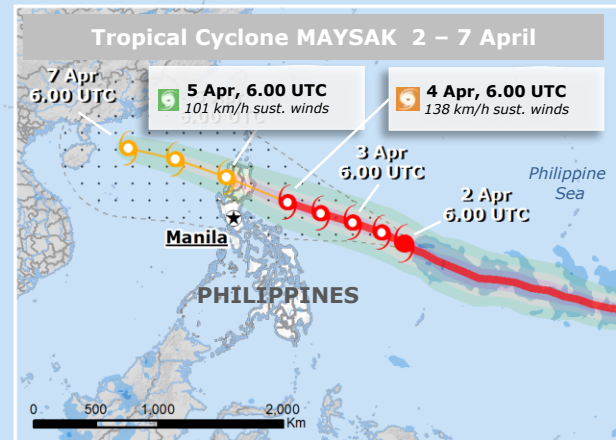 Tropical Cyclone MAYSAK 2 – 7 April
7 Apr
6.00 UTC
5 Apr, 6.00 UTC
101 km/h sust. winds
4 Apr, 6.00 UTC
138 km/h sust. winds
3 Apr
6.00 UTC
2 Apr
6.00 UTC
Philippine
Sea
Manila
PHILIPPINES
0 500 1,000 2,000
Km